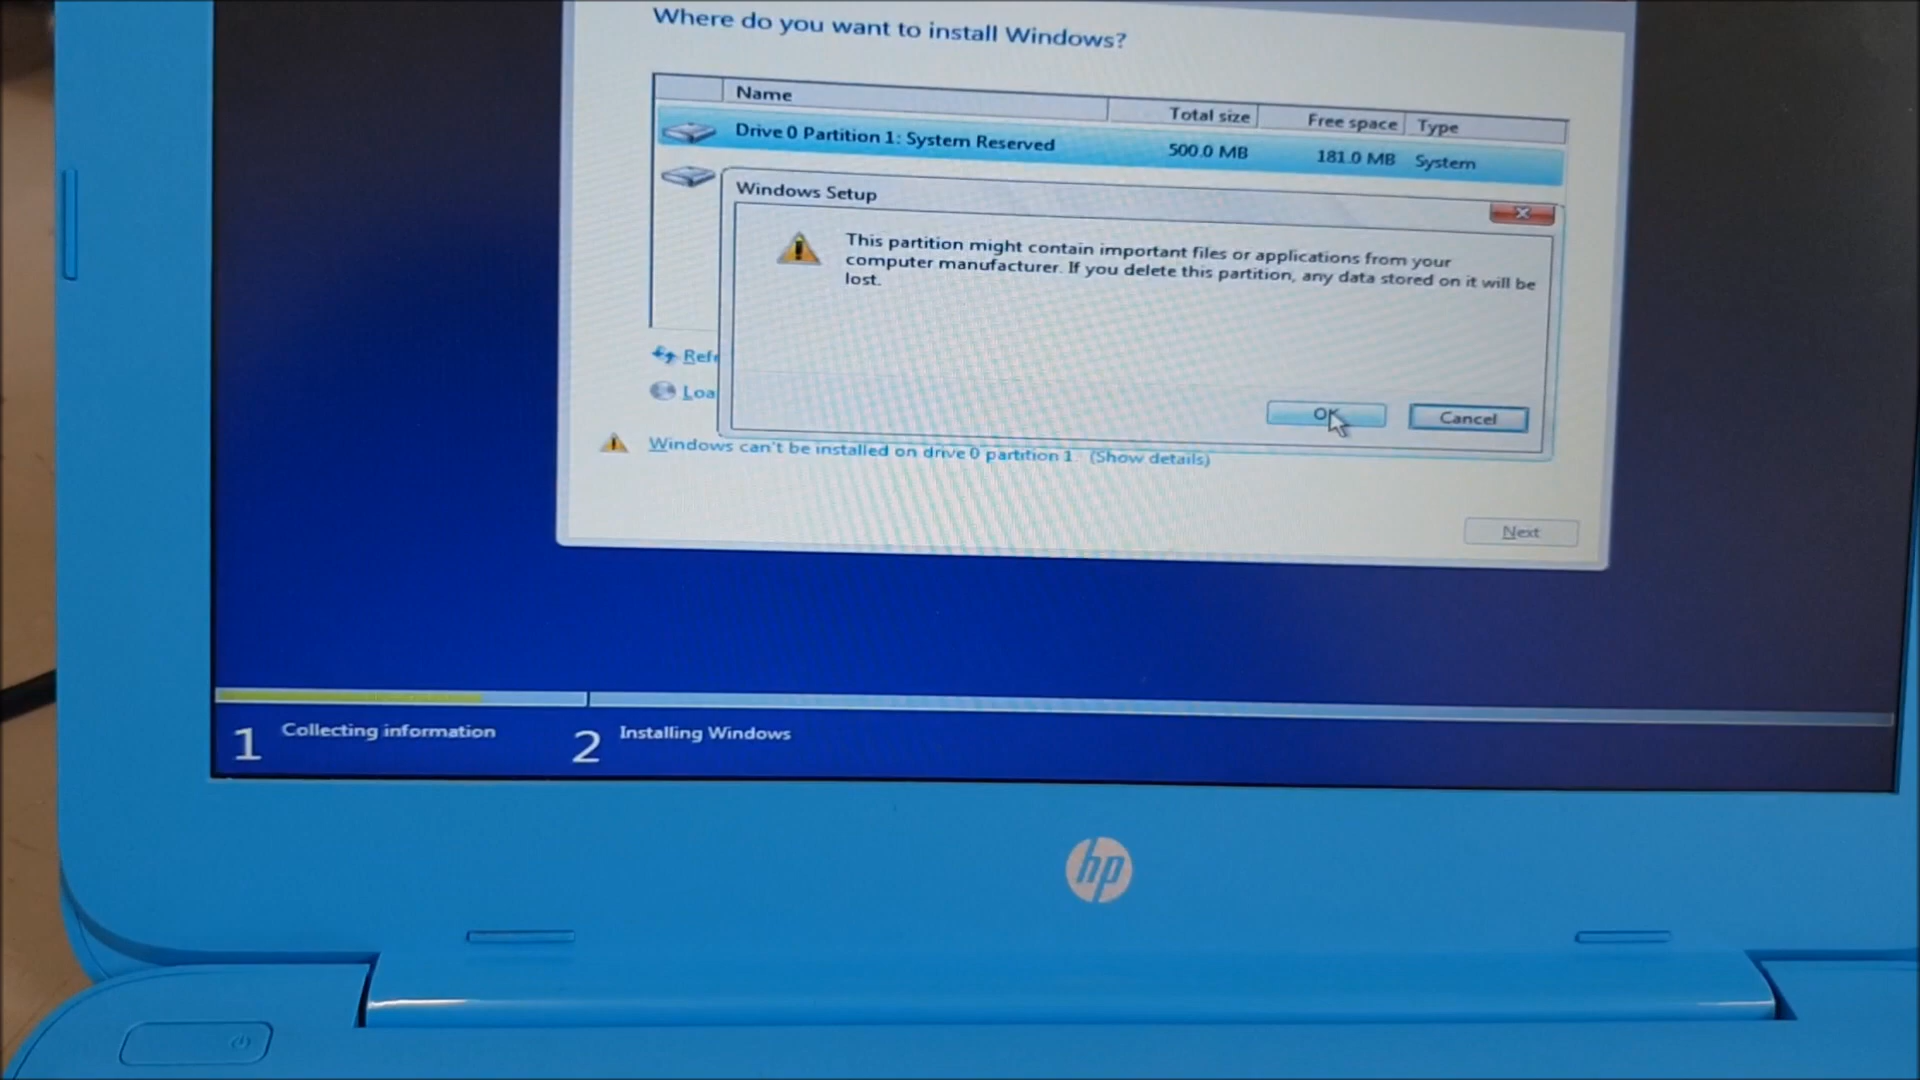 Where do you want to install Windows?
Name Total size Free space Type
Drive 0 Partition 1: System Reserved 500.0 MB 181.0 MB System
Windows Setup
This partition might contain important files or applications from your
computer manufacturer. If you delete this partition, any data stored on it will be
lost.
Refr
Loa
OK Cancel
Windows can't be installed on drive 0 partition 1. (Show details)
Next
1 Collecting information 2 Installing Windows
hp